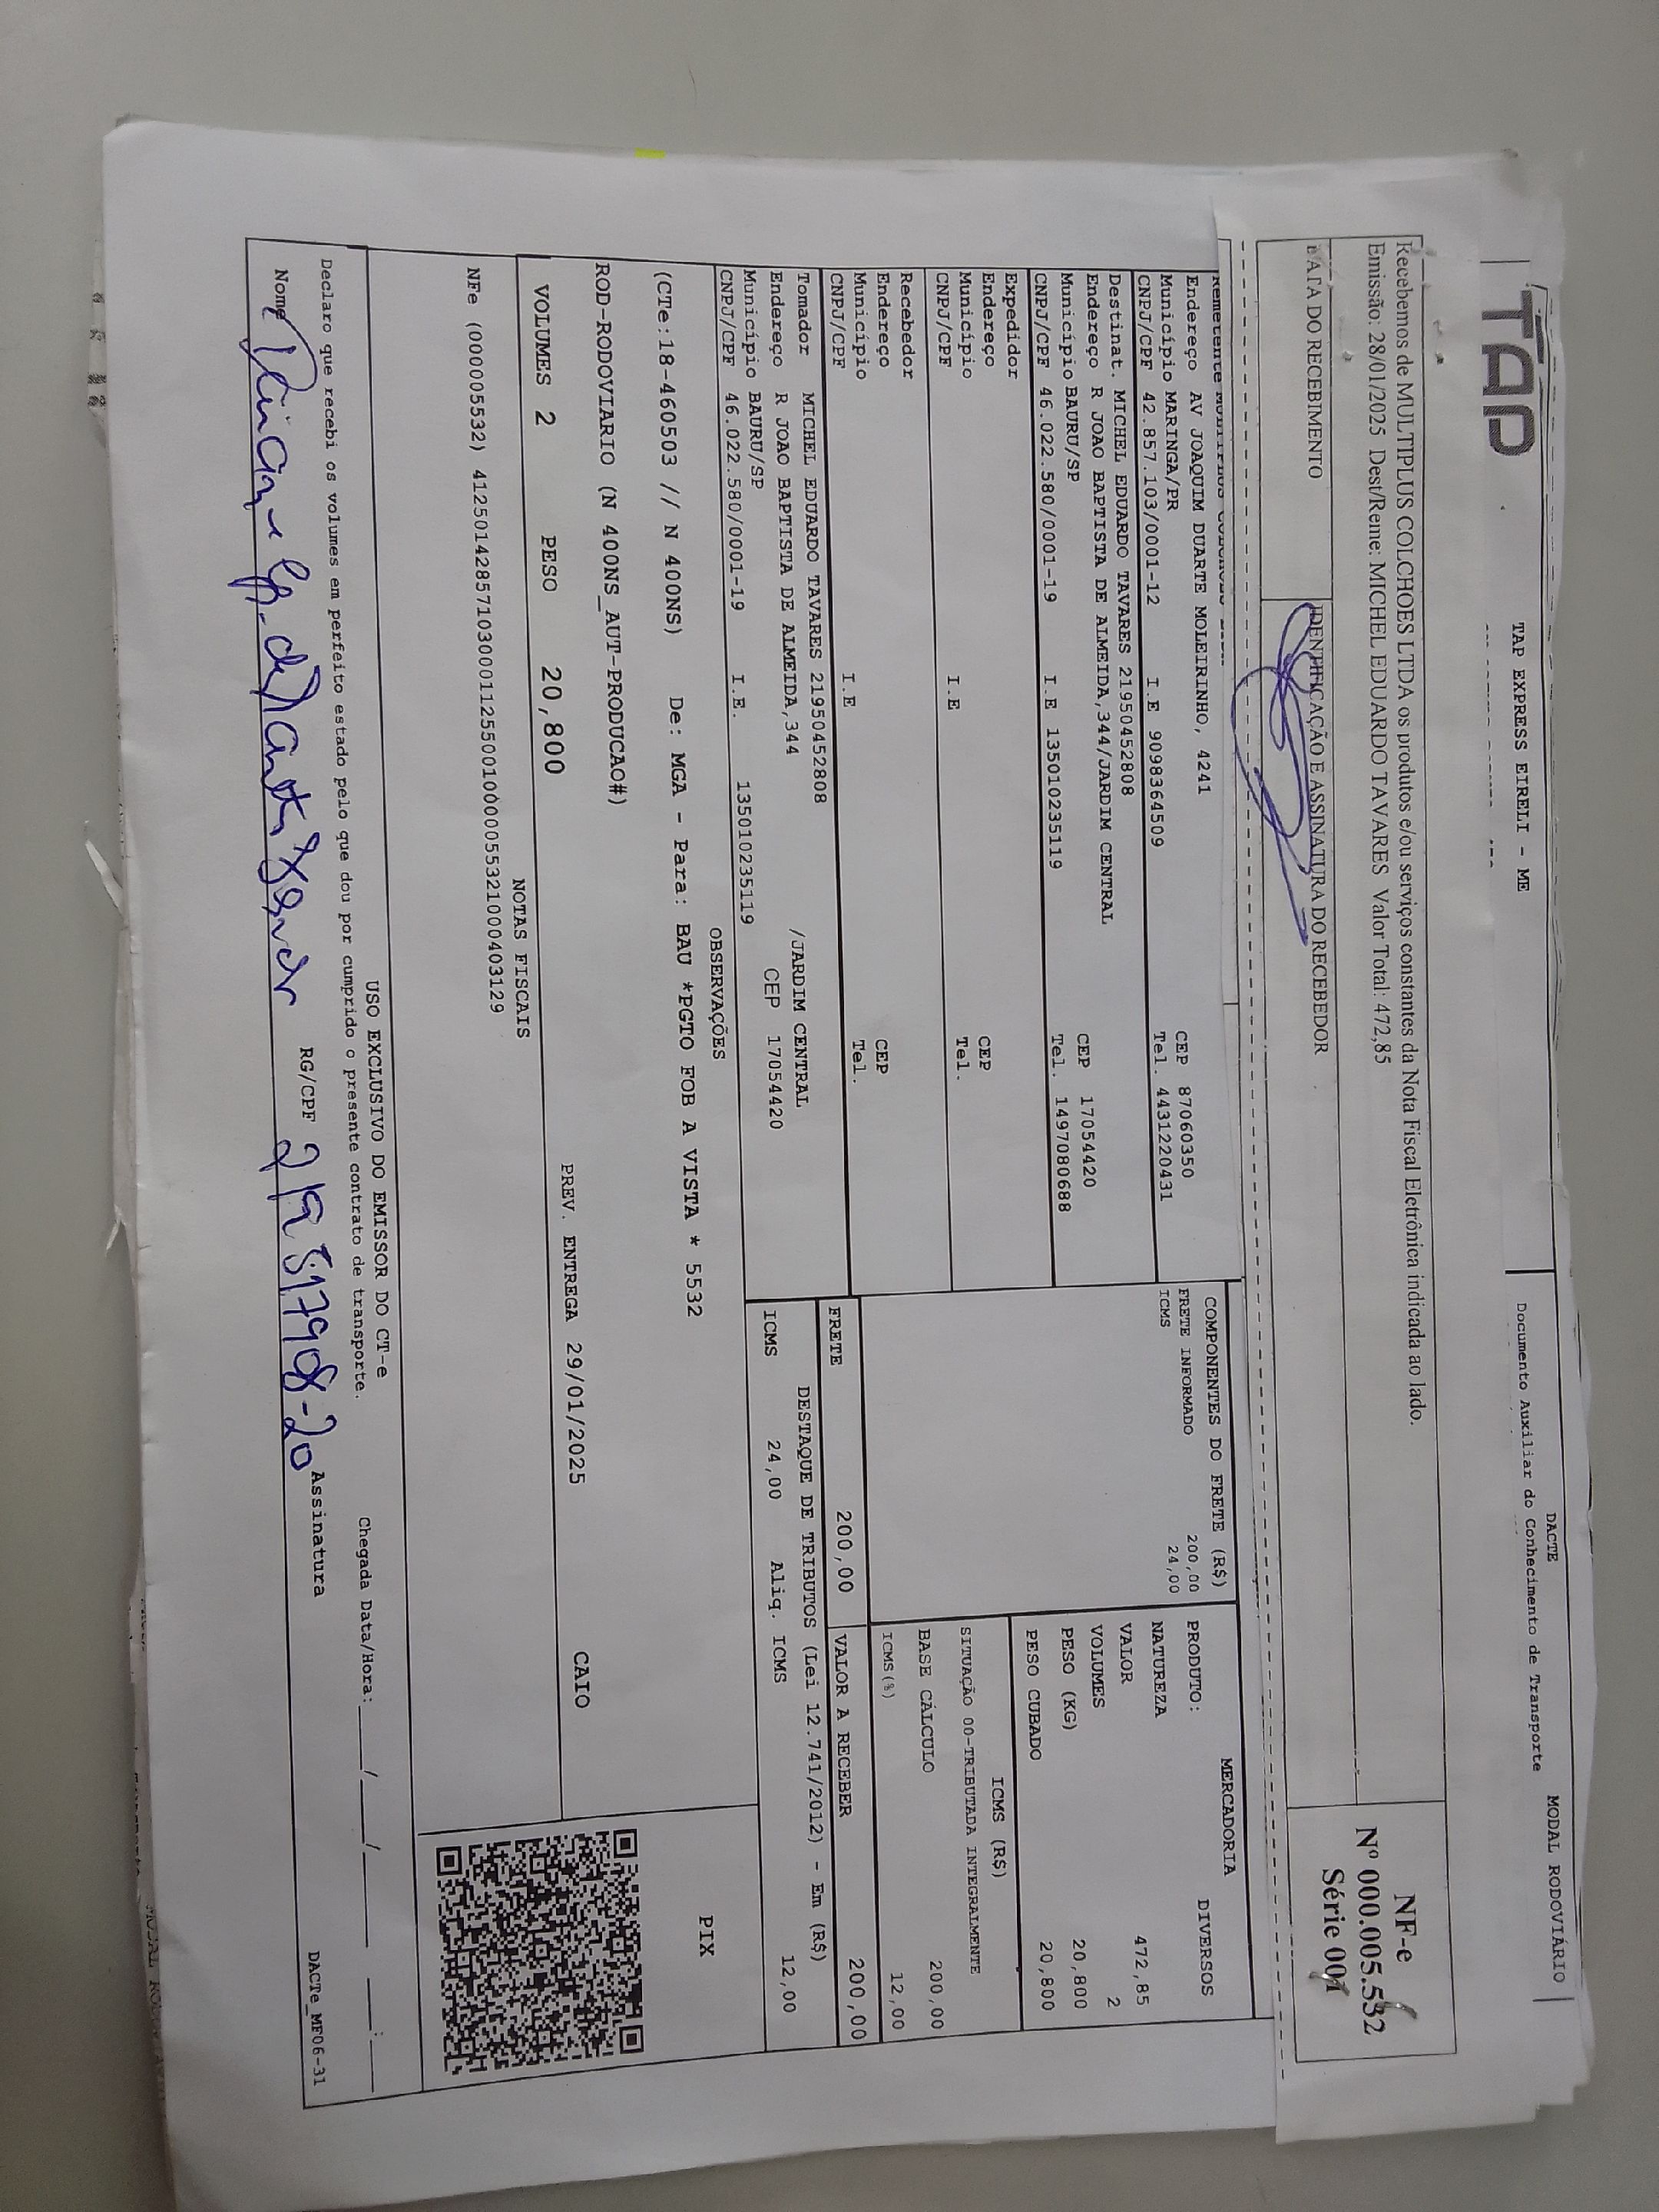 TAP
TAP EXPRESS EIRELI - ME
DACTE
Documento Auxiliar do Conhecimento de Transporte
MODAL RODOVIÁRIO
Recebemos de MULTIPLUS COLCHOES LTDA os produtos e/ou serviços constantes da Nota Fiscal Eletrônica indicada ao lado.
Emissão: 28/01/2025 Dest/Reme: MICHEL EDUARDO TAVARES Valor Total: 472,85
DATA DO RECEBIMENTO
IDENTIFICAÇÃO E ASSINATURA DO RECEBEDOR
NF-e
Nº 000.005.532
Série 001
Remetente
Endereço AV JOAQUIM DUARTE MOLEIRINHO, 4241 CEP 87060350
Município MARINGA/PR Tel. 4431220431
CNPJ/CPF 42.857.103/0001-12 I.E 9098364509
Destinat. MICHEL EDUARDO TAVARES 21950452808
Endereço R JOAO BAPTISTA DE ALMEIDA,344/JARDIM CENTRAL CEP 17054420
Município BAURU/SP Tel. 1497080688
CNPJ/CPF 46.022.580/0001-19 I.E 135010235119
Expedidor
Endereço CEP
Município Tel.
CNPJ/CPF I.E
Recebedor
Endereço CEP
Município Tel.
CNPJ/CPF I.E
Tomador MICHEL EDUARDO TAVARES 21950452808
Endereço R JOAO BAPTISTA DE ALMEIDA,344 /JARDIM CENTRAL
Município BAURU/SP CEP 17054420
CNPJ/CPF 46.022.580/0001-19 I.E. 135010235119
COMPONENTES DO FRETE (R$)
FRETE INFORMADO 200,00
ICMS 24,00
MERCADORIA
PRODUTO: DIVERSOS
NATUREZA
VALOR 472,85
VOLUMES 2
PESO (KG) 20,800
PESO CUBADO 20,800
ICMS (R$)
SITUAÇÃO 00-TRIBUTADA INTEGRALMENTE
BASE CÁLCULO 200,00
ICMS(%) 12,00
FRETE 200,00
VALOR A RECEBER 200,00
DESTAQUE DE TRIBUTOS (Lei 12.741/2012) - Em (R$)
ICMS 24,00 Aliq. ICMS 12,00
OBSERVAÇÕES
(CTe:18-460503 // N 400NS) De: MGA - Para: BAU *PGTO FOB A VISTA * 5532
ROD-RODOVIARIO (N 400NS_AUT-PRODUCAO#)
PIX
VOLUMES 2 PESO 20,800 PREV. ENTREGA 29/01/2025 CAIO
NOTAS FISCAIS
NFe (000005532) 41250142857103000112550010000055321000403129
USO EXCLUSIVO DO EMISSOR DO CT-e
Declaro que recebi os volumes em perfeito estado pelo que dou por cumprido o presente contrato de transporte. Chegada Data/Hora: ___/___/___ __:__
Nome RG/CPF Assinatura
DACTe_MF06-31